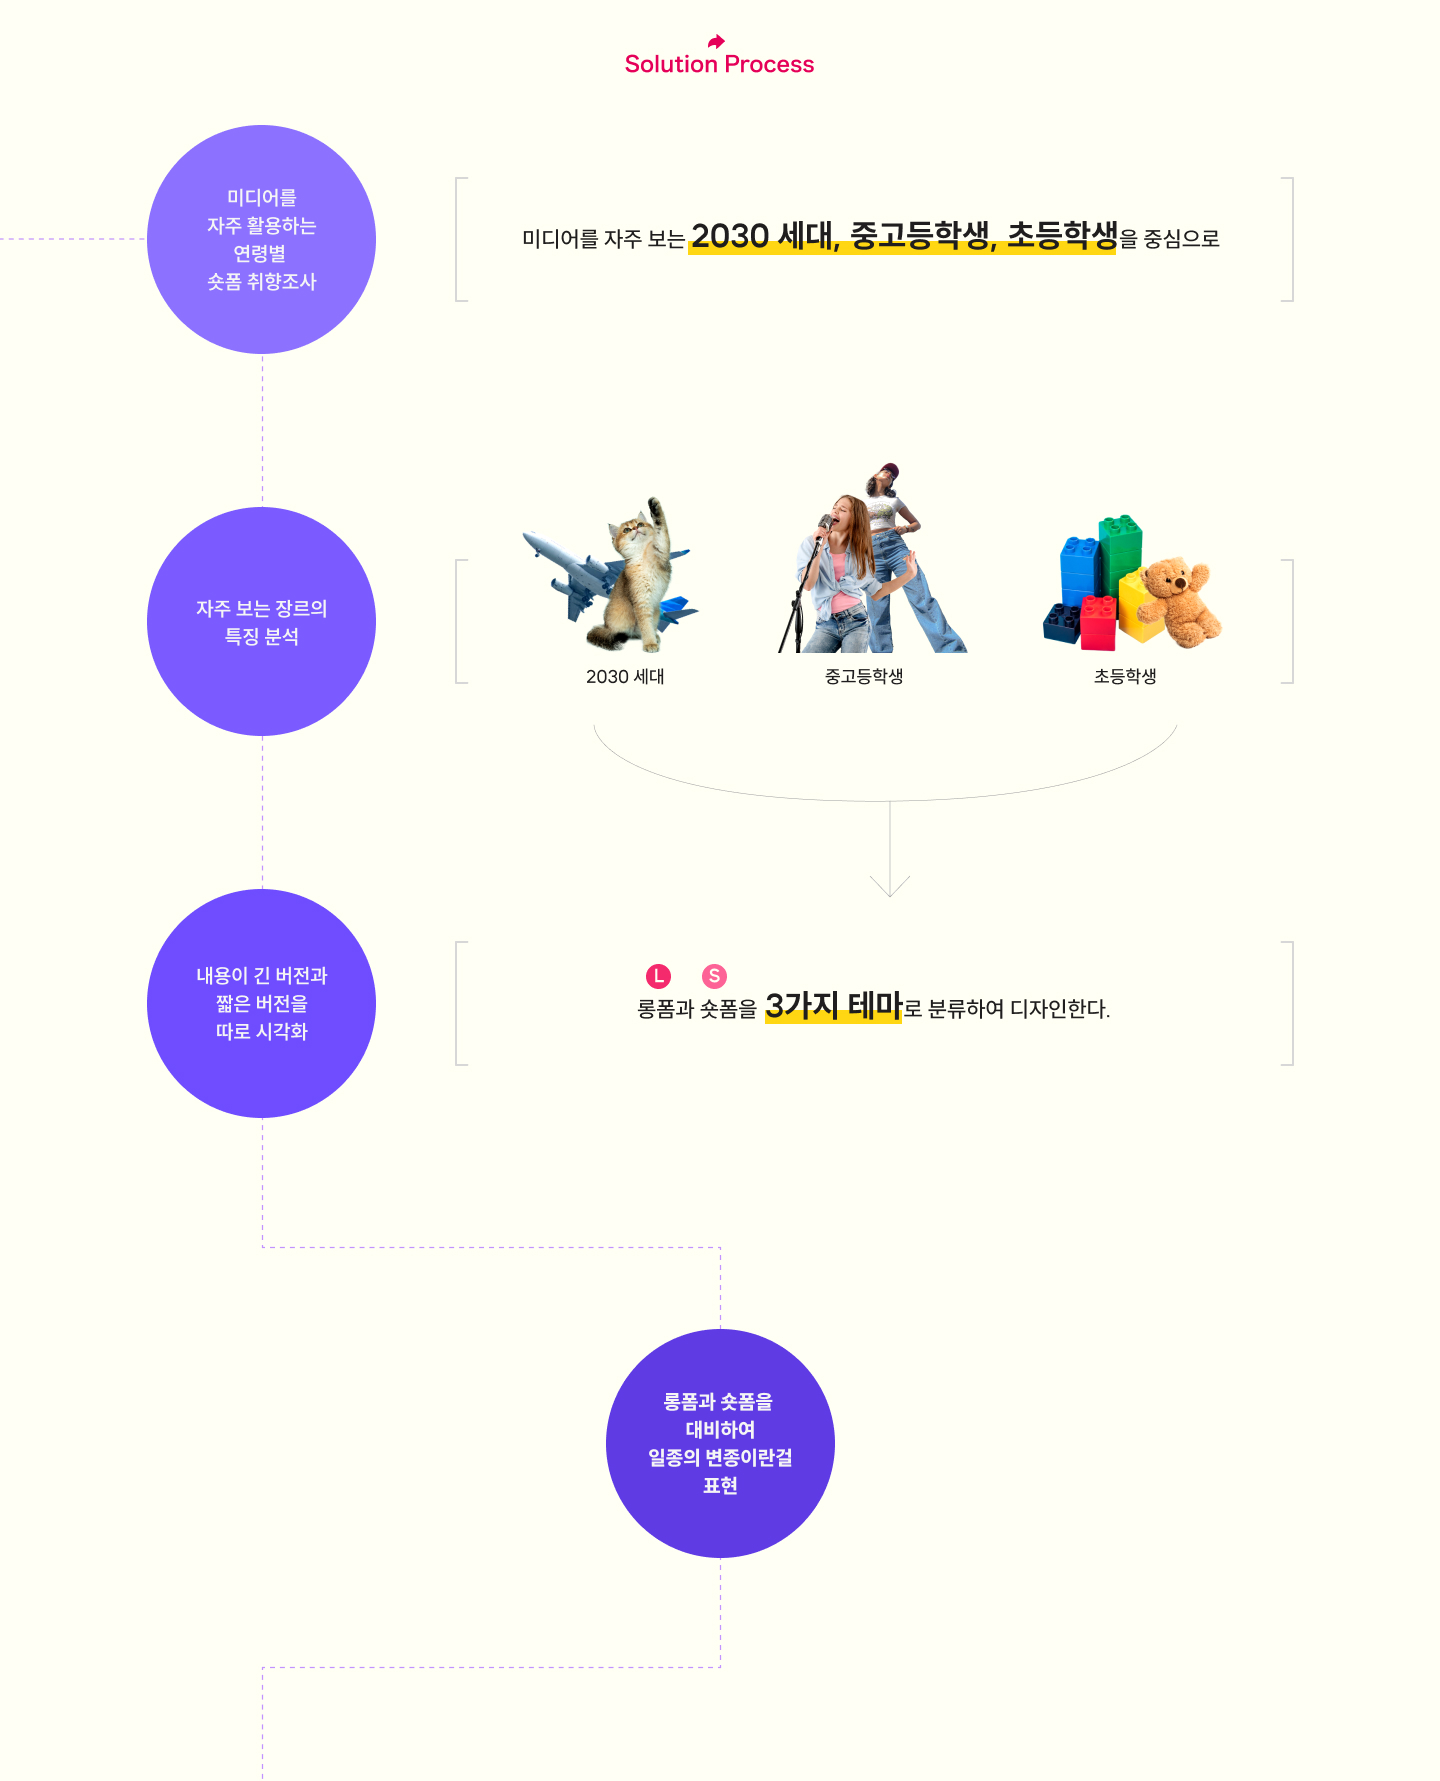 Solution Process
미디어를
자주 활용하는
연령별
숏폼 취향조사
미디어를 자주 보는 2030 세대, 중고등학생, 초등학생을 중심으로
자주 보는 장르의
특징 분석
2030 세대
중고등학생
초등학생
내용이 긴 버전과
짧은 버전을
따로 시각화
L S
롱폼과 숏폼을 3가지 테마로 분류하여 디자인한다.
롱폼과 숏폼을
대비하여
일종의 변종이란걸
표현